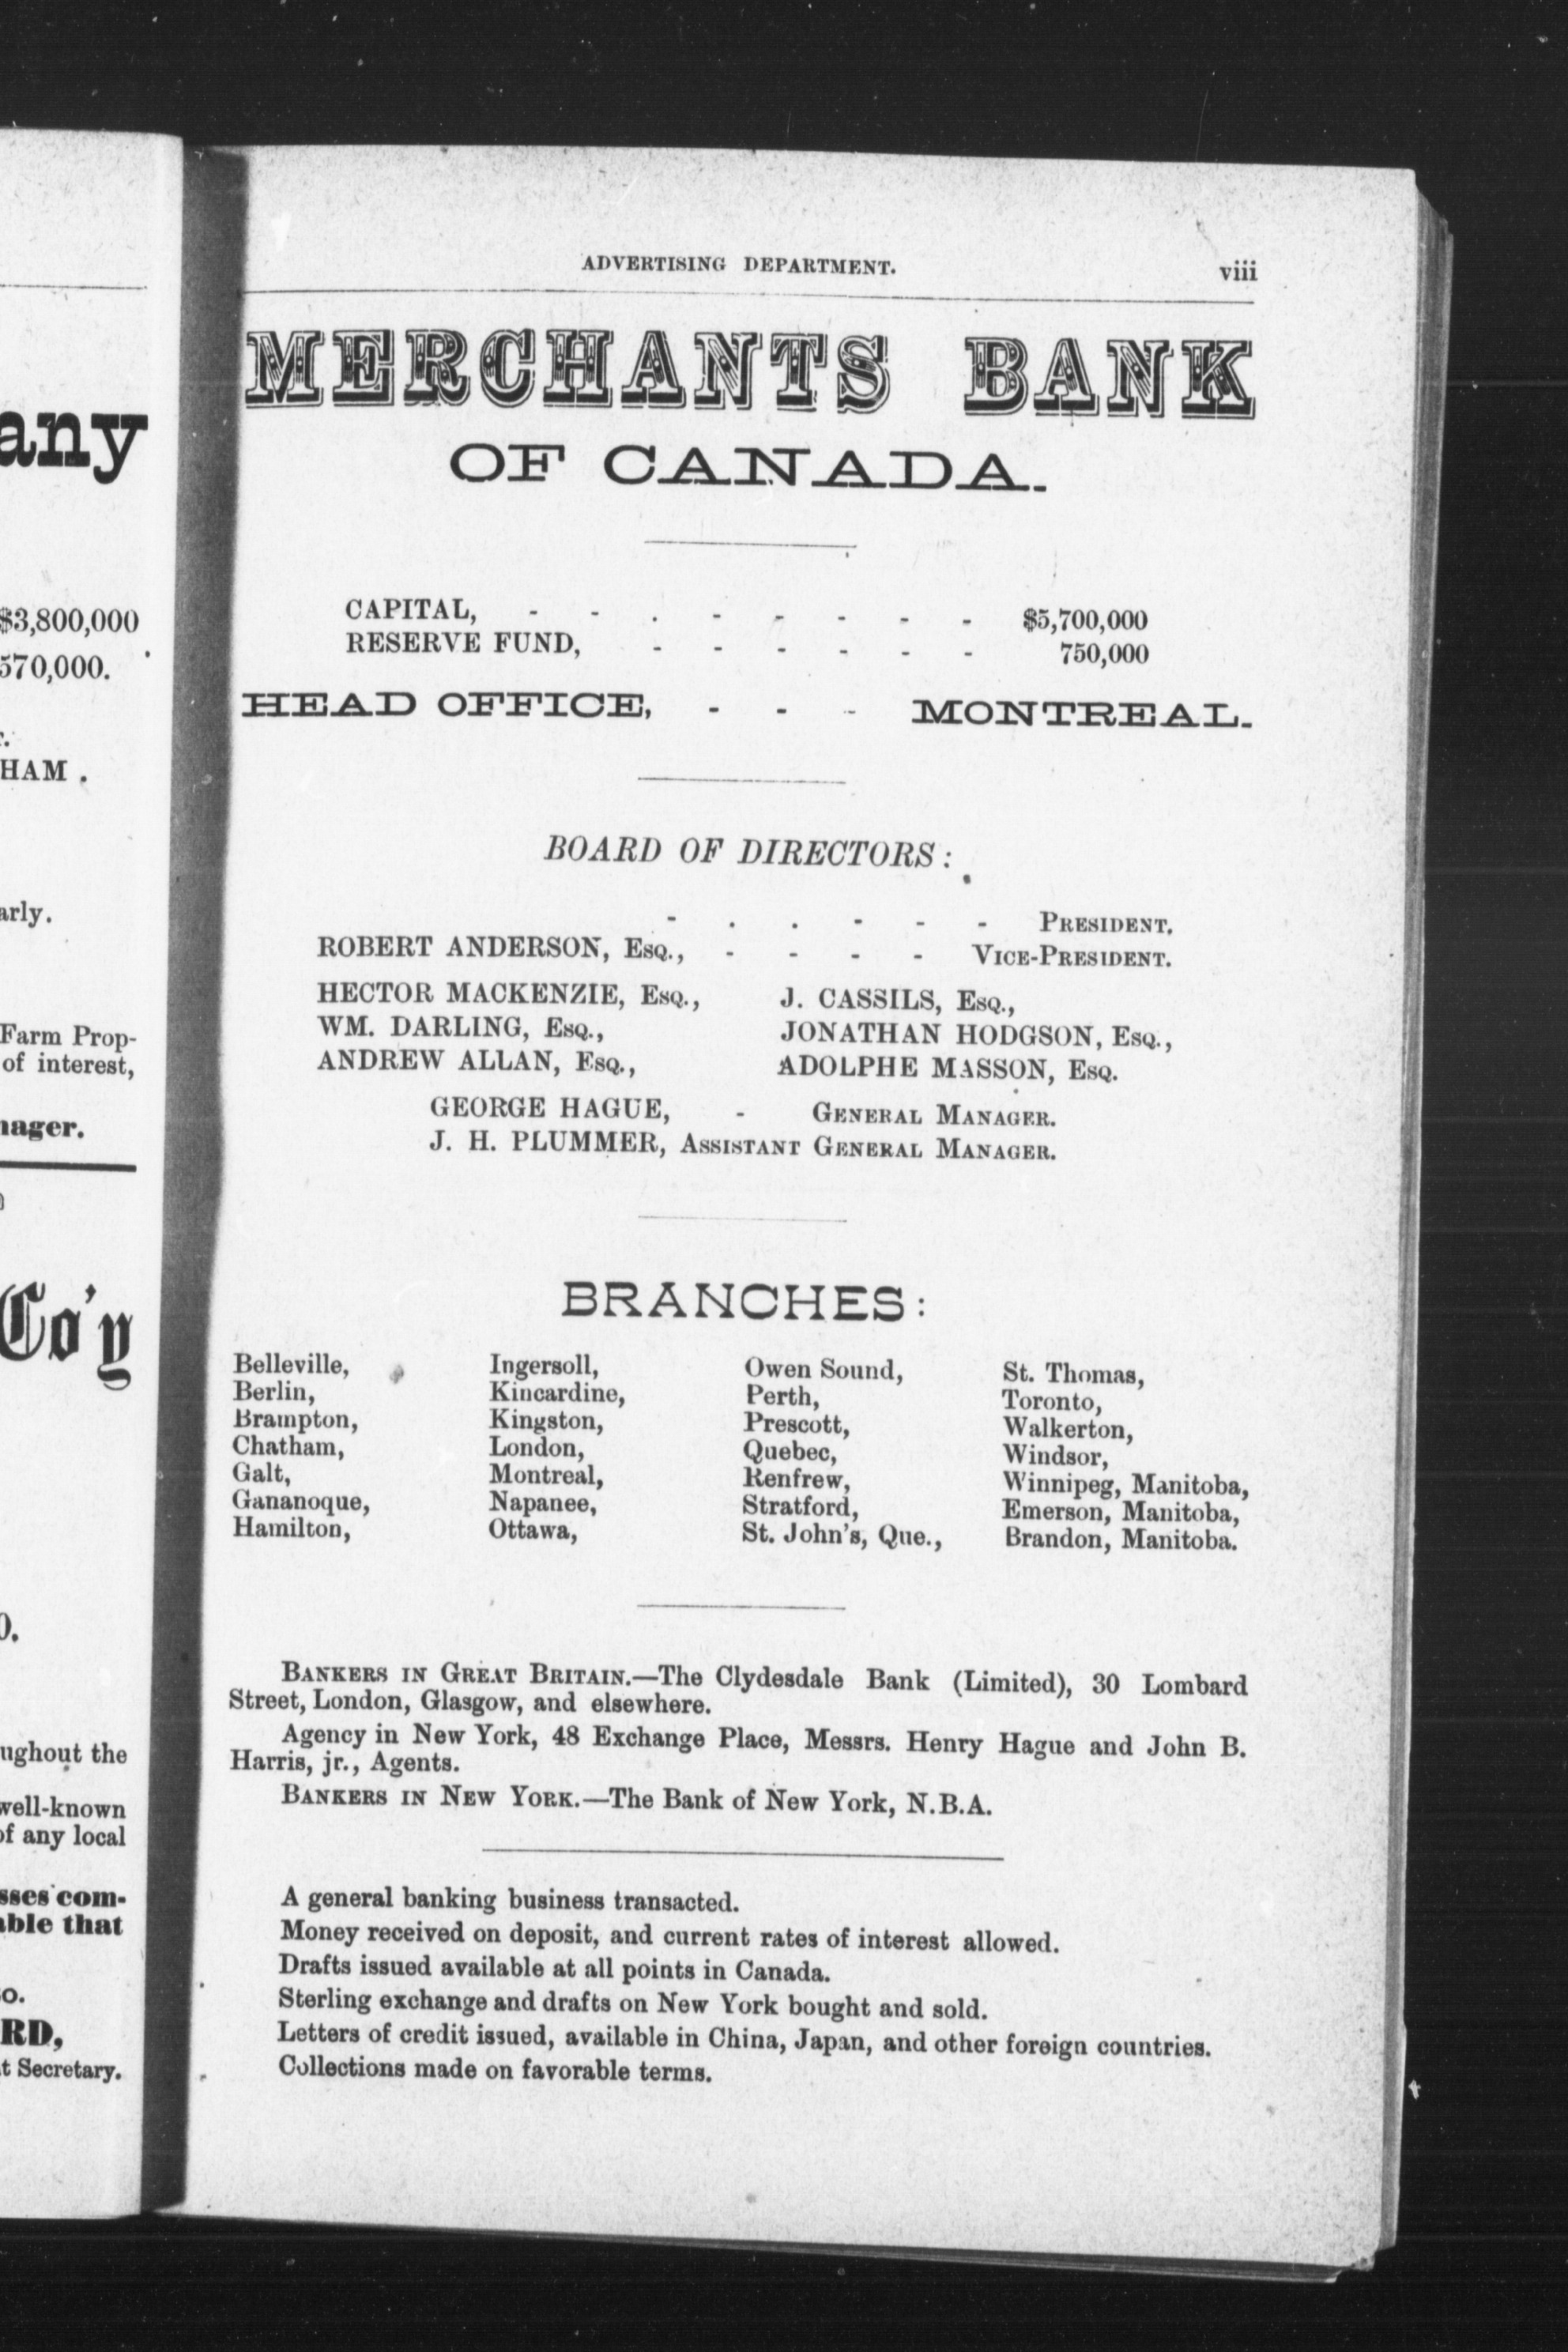 any
$3,800,000
570,000.
HAM .
arly.
Farm Prop-
of interest,
nager.
Co'y
ughout the
well-known
of any local
sses com-
able that
RD,
t Secretary.
ADVERTISING DEPARTMENT. viii
MERCHANTS BANK
OF CANADA.
CAPITAL, - - - - - - - - $5,700,000
RESERVE FUND, - - - - - - 750,000
HEAD OFFICE, - - - MONTREAL.
BOARD OF DIRECTORS:
- - - - - - PRESIDENT.
ROBERT ANDERSON, ESQ., - - - - VICE-PRESIDENT.
HECTOR MACKENZIE, ESQ., J. CASSILS, ESQ.,
WM. DARLING, ESQ., JONATHAN HODGSON, ESQ.,
ANDREW ALLAN, ESQ., ADOLPHE MASSON, ESQ.
GEORGE HAGUE, - GENERAL MANAGER.
J. H. PLUMMER, ASSISTANT GENERAL MANAGER.
BRANCHES:
Belleville, Ingersoll, Owen Sound, St. Thomas,
Berlin, Kincardine, Perth, Toronto,
Brampton, Kingston, Prescott, Walkerton,
Chatham, London, Quebec, Windsor,
Galt, Montreal, Renfrew, Winnipeg, Manitoba,
Gananoque, Napanee, Stratford, Emerson, Manitoba,
Hamilton, Ottawa, St. John's, Que., Brandon, Manitoba.
BANKERS IN GREAT BRITAIN.—The Clydesdale Bank (Limited), 30 Lombard
Street, London, Glasgow, and elsewhere.
Agency in New York, 48 Exchange Place, Messrs. Henry Hague and John B.
Harris, jr., Agents.
BANKERS IN NEW YORK.—The Bank of New York, N.B.A.
A general banking business transacted.
Money received on deposit, and current rates of interest allowed.
Drafts issued available at all points in Canada.
Sterling exchange and drafts on New York bought and sold.
Letters of credit issued, available in China, Japan, and other foreign countries.
Collections made on favorable terms.